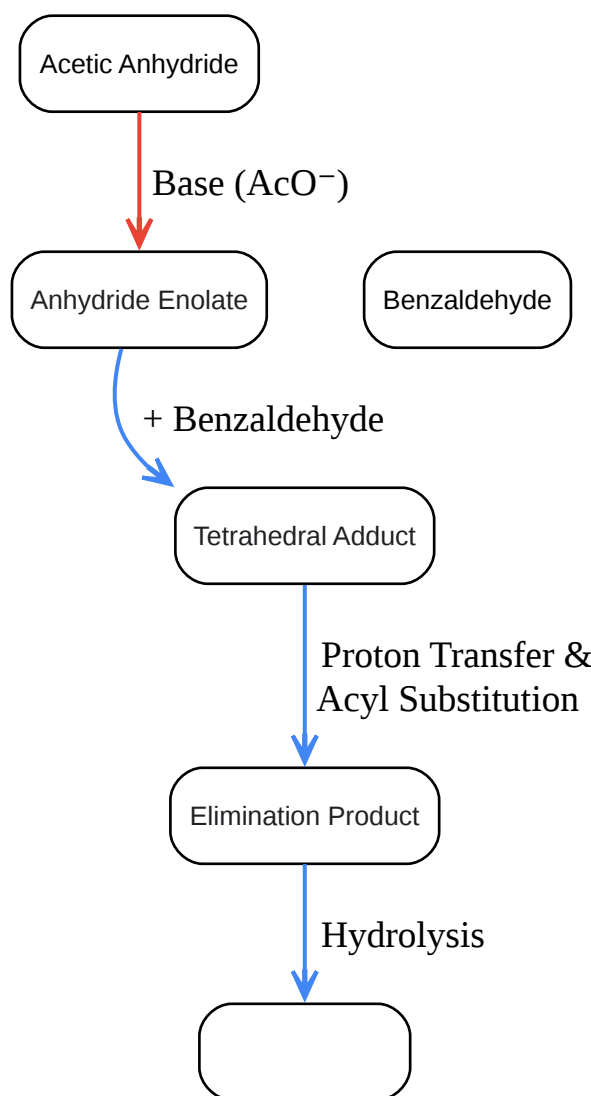 Acetic Anhydride
Base (AcO⁻)
Anhydride Enolate
Benzaldehyde
+ Benzaldehyde
Tetrahedral Adduct
Proton Transfer &
Acyl Substitution
Elimination Product
Hydrolysis